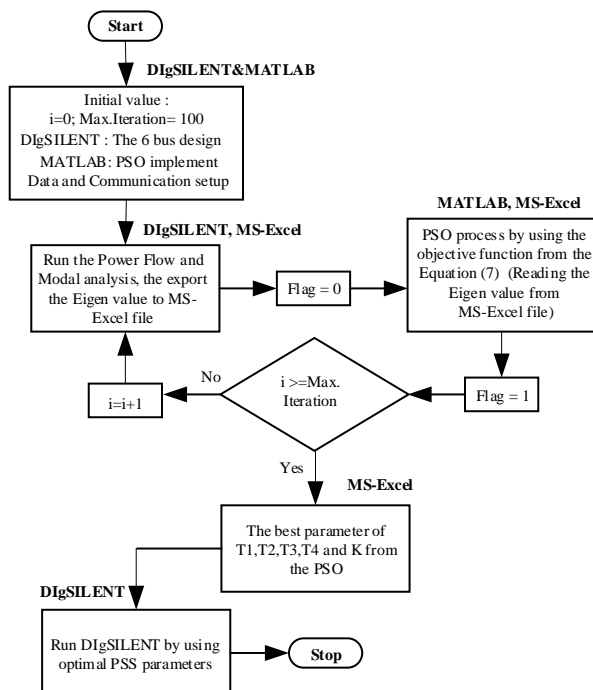 Start
DIgSILENT&MATLAB
Initial value :
i=0; Max.Iteration= 100
DIgSILENT : The 6 bus design
MATLAB: PSO implement
Data and Communication setup
DIgSILENT, MS-Excel
Run the Power Flow and
Modal analysis, the export
the Eigen value to MS-
Excel file
Flag = 0
MATLAB, MS-Excel
PSO process by using the
objective function from the
Equation (7) (Reading the
Eigen value from
MS-Excel file)
Flag = 1
i >=Max.
Iteration
No
i=i+1
Yes
MS-Excel
The best parameter of
T1,T2,T3,T4 and K from
the PSO
DIgSILENT
Run DIgSILENT by using
optimal PSS parameters
Stop